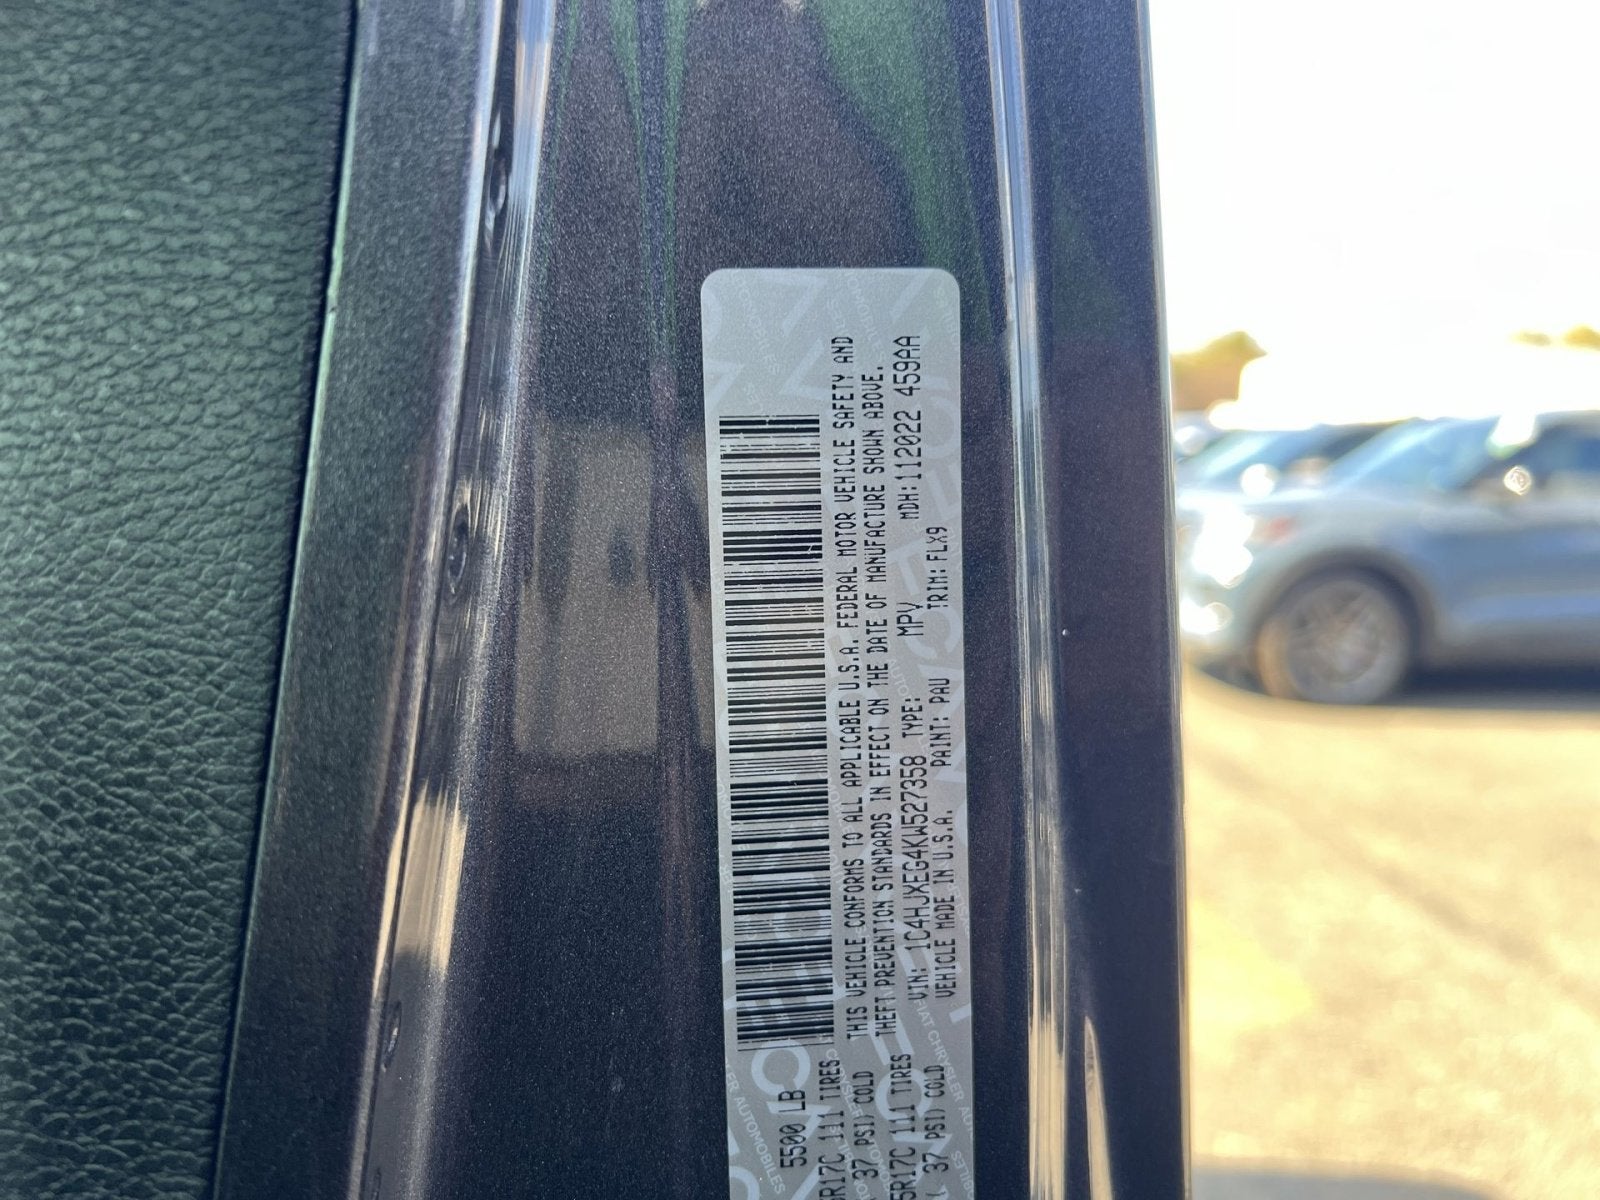 5500 LB
5R17C 111 TIRES
37 PSI/ COLD
5R17C 111 TIRES
37 PSI) COLD
THIS VEHICLE CONFORMS TO ALL APPLICABLE U.S.A. FEDERAL MOTOR VEHICLE SAFETY AND
THEFT PREVENTION STANDARDS IN EFFECT ON THE DATE OF MANUFACTURE SHOWN ABOVE.
VIN: 1C4HJXEG4KW527358 TYPE: MPV MDH: 112022 459AA
VEHICLE MADE IN U.S.A. PAINT: PAU TRIM: FLX9